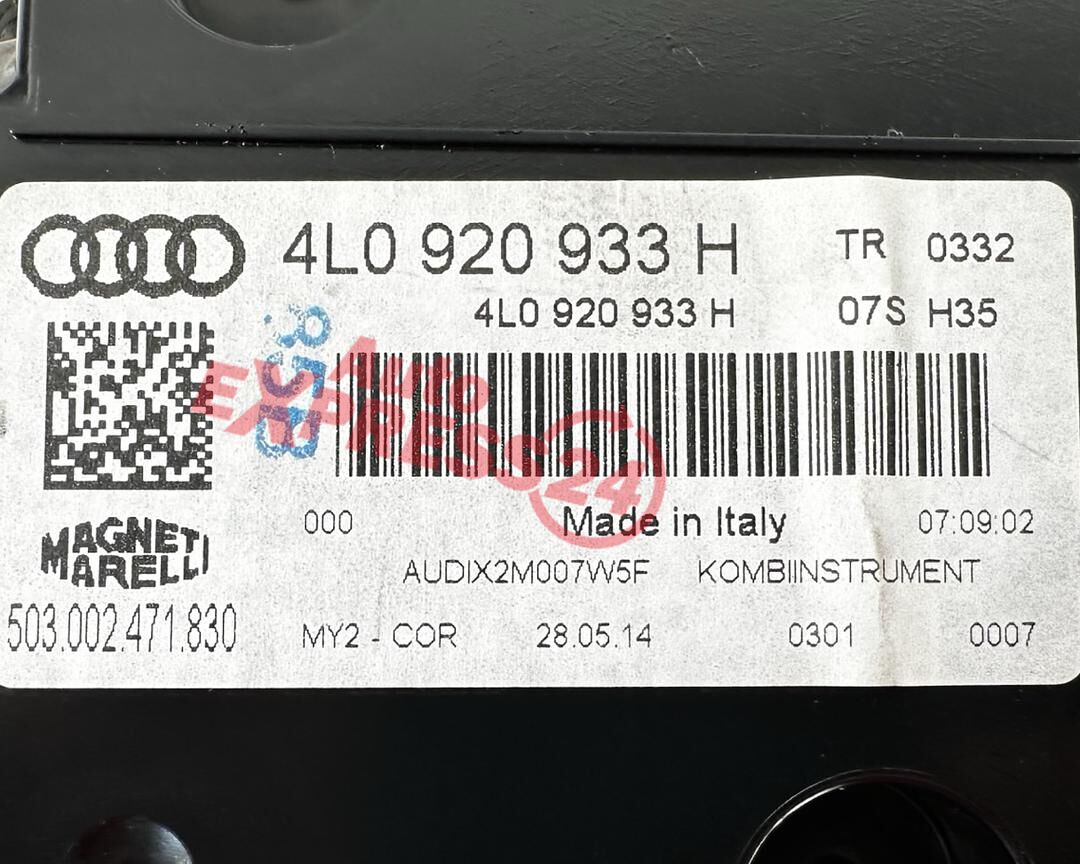 4L0 920 933 H TR 0332
4L0 920 933 H 07S H35
Auto
EXPRESS24
000 Made in Italy 07:09:02
MAGNETI
MARELLI
AUDIX2M007W5F KOMBIINSTRUMENT
503.002.471.830 MY2 - COR 28.05.14 0301 0007